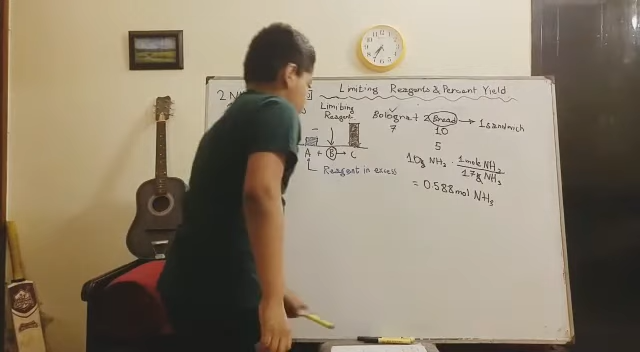 Limiting Reagents & Percent Yield
2 N
Limiting
Reagent
Bologna + 2 Bread → 1 sandwich
7 10
5
A + B → C
Reagent in excess
10g NH₃ · 1 mole NH₃
17g NH₃
= 0.588 mol NH₃